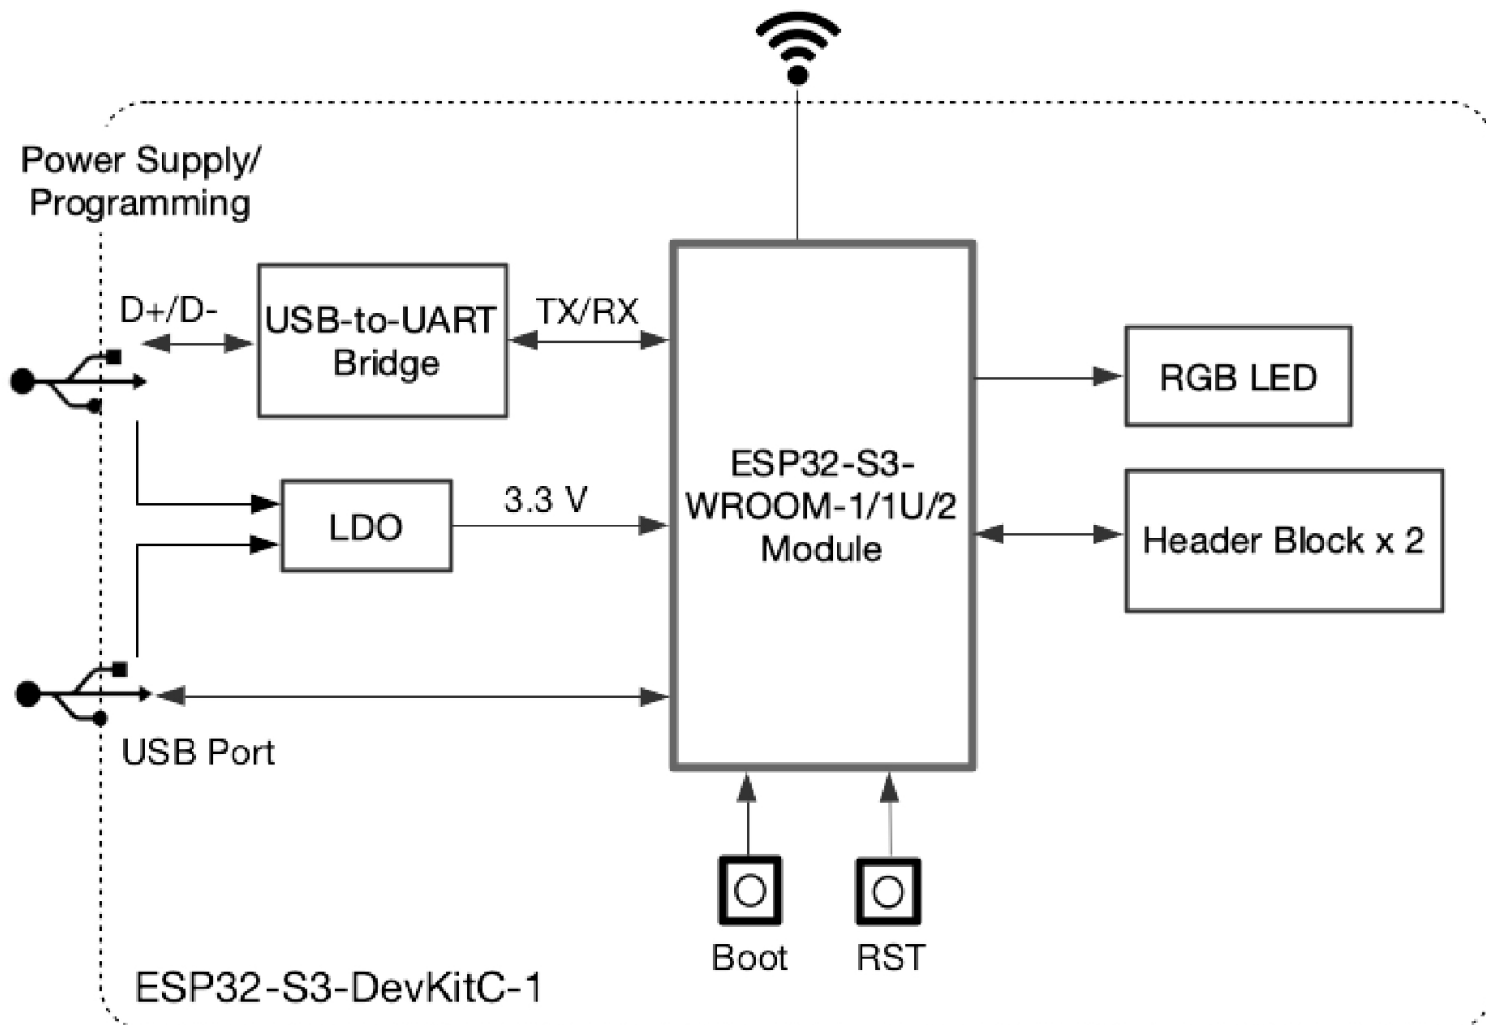 Power Supply/
Programming
D+/D-
USB-to-UART
Bridge
TX/RX
RGB LED
ESP32-S3-
WROOM-1/1U/2
Module
LDO
3.3 V
Header Block x 2
USB Port
Boot
RST
ESP32-S3-DevKitC-1